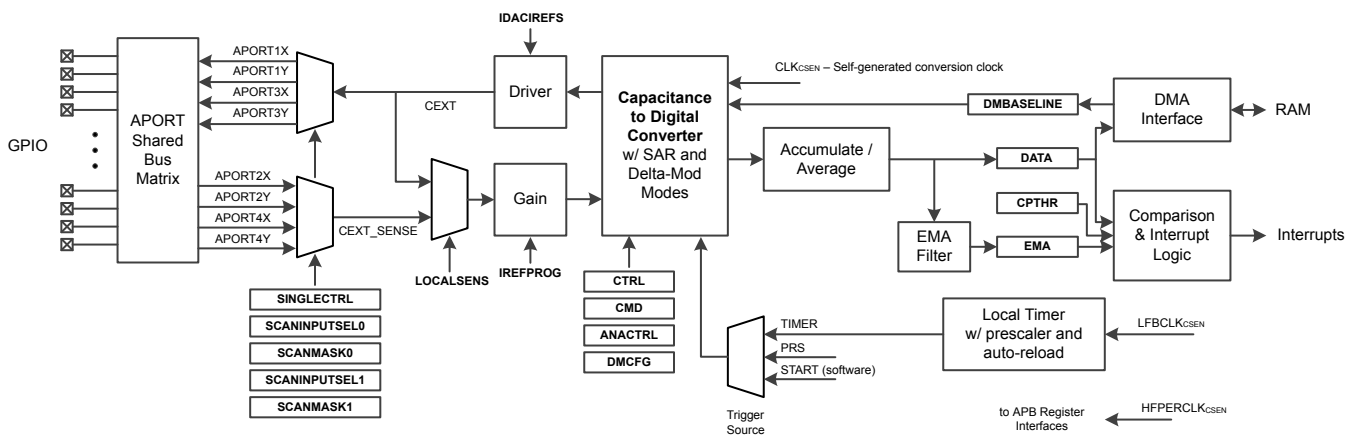 IDACIREFS
GPIO
APORT
Shared
Bus
Matrix
APORT1X
APORT1Y
APORT3X
APORT3Y
APORT2X
APORT2Y
APORT4X
APORT4Y
CEXT
CEXT_SENSE
Driver
Gain
LOCALSENS
IREFPROG
SINGLECTRL
SCANINPUTSEL0
SCANMASK0
SCANINPUTSEL1
SCANMASK1
Capacitance
to Digital
Converter
w/ SAR and
Delta-Mod
Modes
CTRL
CMD
ANACTRL
DMCFG
CLKCSEN – Self-generated conversion clock
DMBASELINE
DMA
Interface
RAM
Accumulate /
Average
DATA
CPTHR
EMA
Filter
EMA
Comparison
& Interrupt
Logic
Interrupts
TIMER
PRS
START (software)
Trigger
Source
Local Timer
w/ prescaler and
auto-reload
LFBCLKCSEN
to APB Register
Interfaces
HFPERCLKCSEN